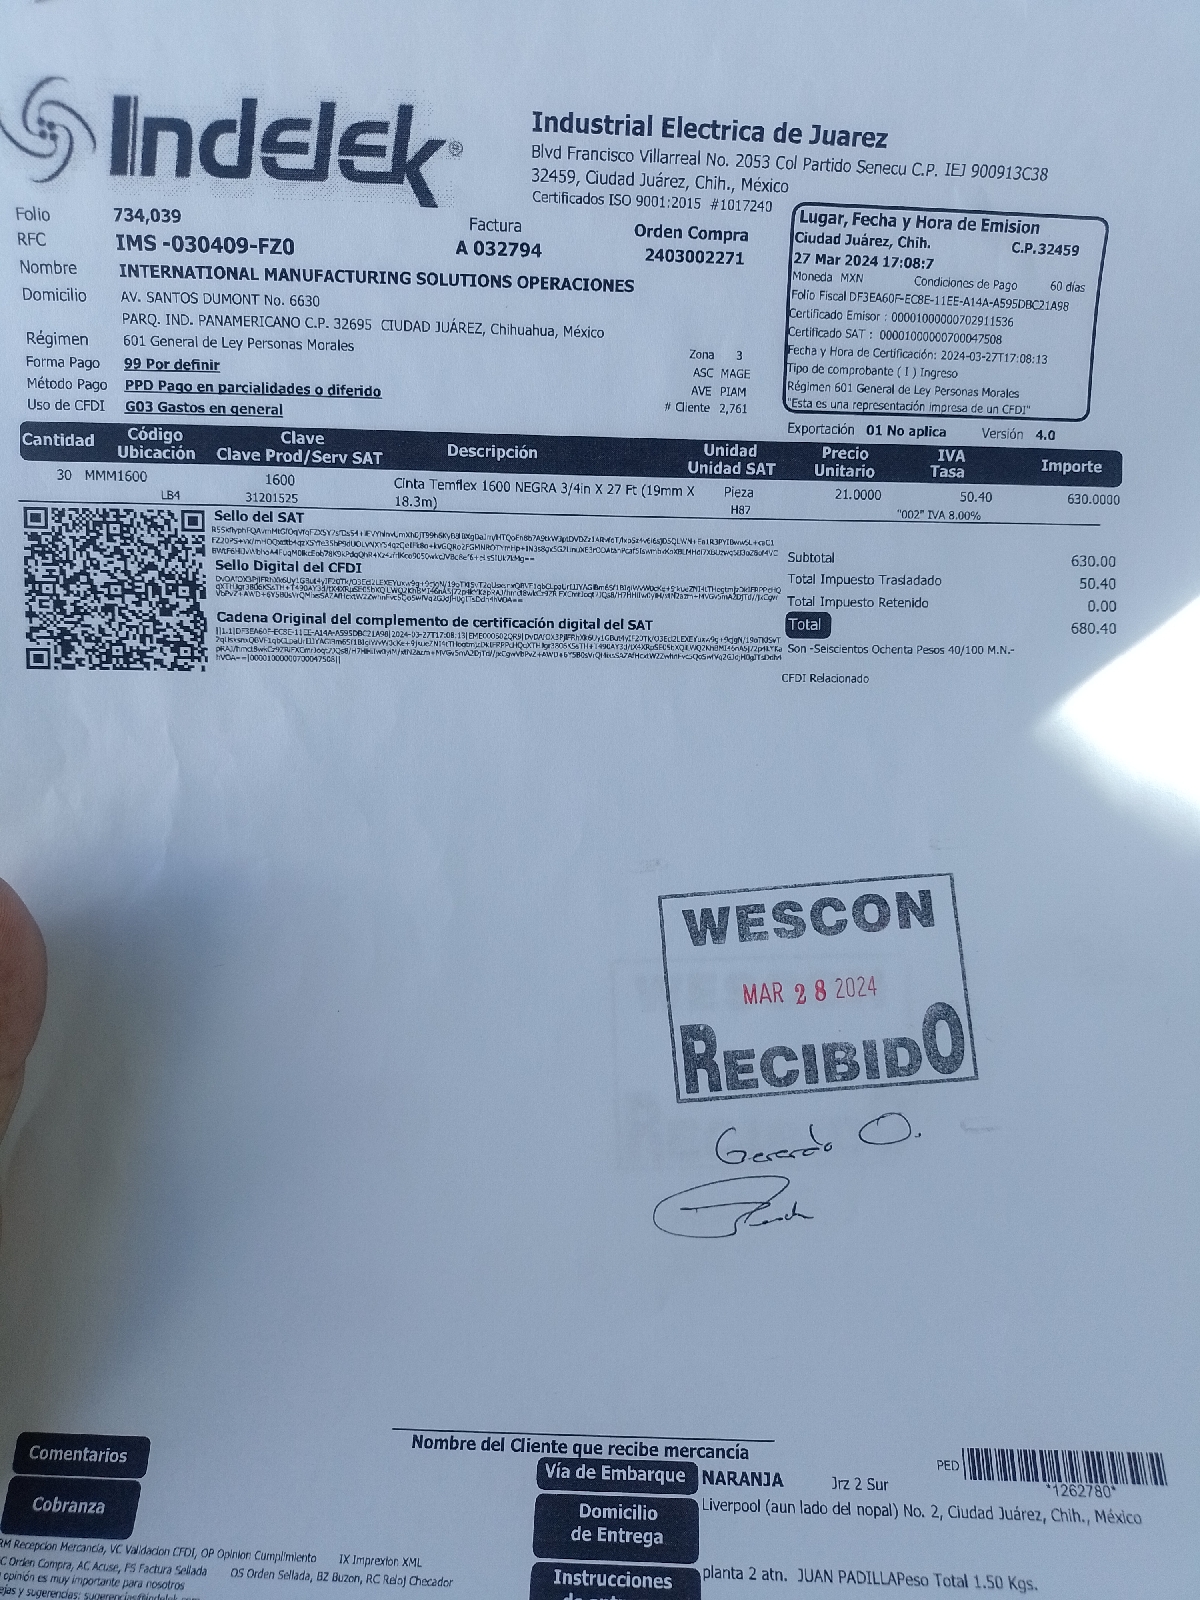 Indelek®
Industrial Electrica de Juarez
Blvd Francisco Villarreal No. 2053 Col Partido Senecu C.P. IEJ 900913C38
32459, Ciudad Juárez, Chih., México
Certificados ISO 9001:2015 #1017240
Folio 734,039
RFC IMS -030409-FZ0
Factura
A 032794
Orden Compra
2403002271
Nombre INTERNATIONAL MANUFACTURING SOLUTIONS OPERACIONES
Domicilio AV. SANTOS DUMONT No. 6630
PARQ. IND. PANAMERICANO C.P. 32695 CIUDAD JUÁREZ, Chihuahua, México
Régimen 601 General de Ley Personas Morales
Forma Pago 99 Por definir
Método Pago PPD Pago en parcialidades o diferido
Uso de CFDI G03 Gastos en general
Zona 3
ASC MAGE
AVE PIAM
# Cliente 2,761
Lugar, Fecha y Hora de Emision
Ciudad Juárez, Chih. C.P.32459
27 Mar 2024 17:08:7
Moneda MXN Condiciones de Pago 60 días
Folio Fiscal DF3EA60F-EC8E-11EE-A14A-A595DBC21A98
Certificado Emisor : 00001000000702911536
Certificado SAT : 00001000000700047508
Fecha y Hora de Certificación: 2024-03-27T17:08:13
Tipo de comprobante ( I ) Ingreso
Régimen 601 General de Ley Personas Morales
"Esta es una representación impresa de un CFDI"
Exportación 01 No aplica Versión 4.0
Cantidad Código Ubicación Clave Clave Prod/Serv SAT Descripción Unidad Unidad SAT Precio Unitario IVA Tasa Importe
30 MMM1600 1600 Cinta Temflex 1600 NEGRA 3/4in X 27 Ft (19mm X Pieza 21.0000 50.40 630.0000
LB4 31201525 18.3m) H87 "002" IVA 8.00%
Sello del SAT
Sello Digital del CFDI
Cadena Original del complemento de certificación digital del SAT
Subtotal 630.00
Total Impuesto Trasladado 50.40
Total Impuesto Retenido 0.00
Total 680.40
Son -Seiscientos Ochenta Pesos 40/100 M.N.-
CFDI Relacionado
WESCON
MAR 28 2024
RECIBIDO
Gerardo O.
Nombre del Cliente que recibe mercancía
Comentarios
Cobranza
Vía de Embarque NARANJA Jrz 2 Sur
PED
*1262780*
Domicilio de Entrega Liverpool (aun lado del nopal) No. 2, Ciudad Juárez, Chih., México
Instrucciones planta 2 atn. JUAN PADILLAPeso Total 1.50 Kgs.
RM Recepcion Mercancia, VC Validacion CFDI, OP Opinion Cumplimiento IX Impresion XML
C Orden Compra, AC Acuse, FS Factura Sellada OS Orden Sellada, BZ Buzon, RC Reloj Checador
opinión es muy importante para nosotros
ejas y sugerencias: sugerencias@indelek.com